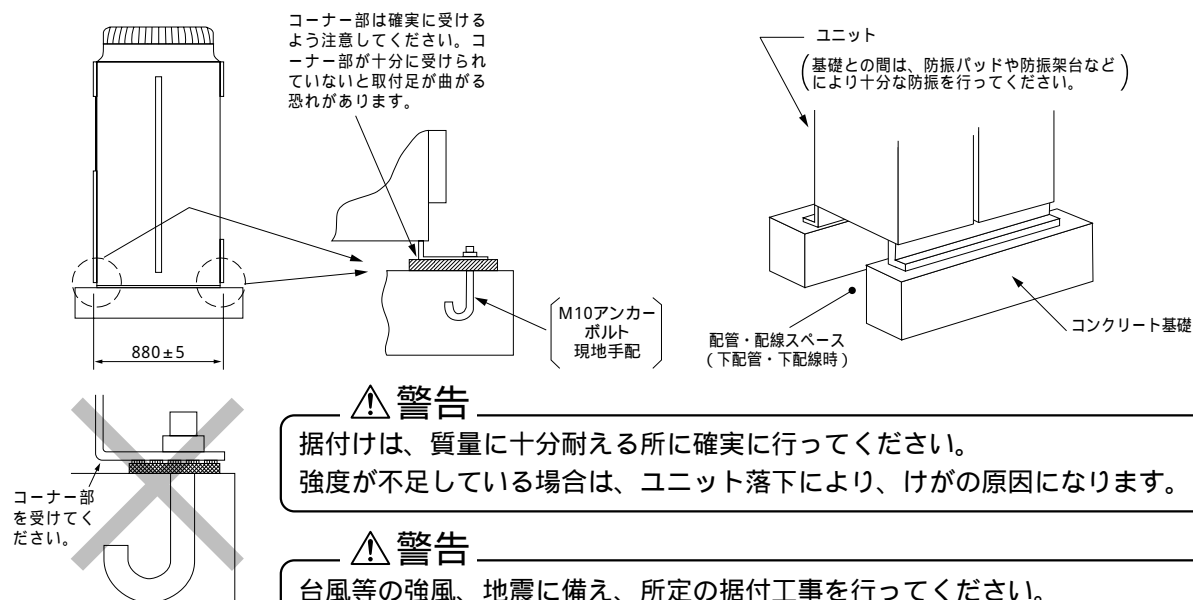 コーナー部は確実に受ける
よう注意してください。コ
ーナー部が十分に受けられ
ていないと取付足が曲がる
恐れがあります。
ユニット
(基礎との間は、防振パッドや防振架台など
により十分な防振を行ってください。)
M10アンカー
ボルト
現地手配
880±5
配管・配線スペース
(下配管・下配線時)
コンクリート基礎
コーナー部
を受けてく
ださい。
警告
据付けは、質量に十分耐える所に確実に行ってください。
強度が不足している場合は、ユニット落下により、けがの原因になります。
警告
台風等の強風、地震に備え、所定の据付工事を行ってください。